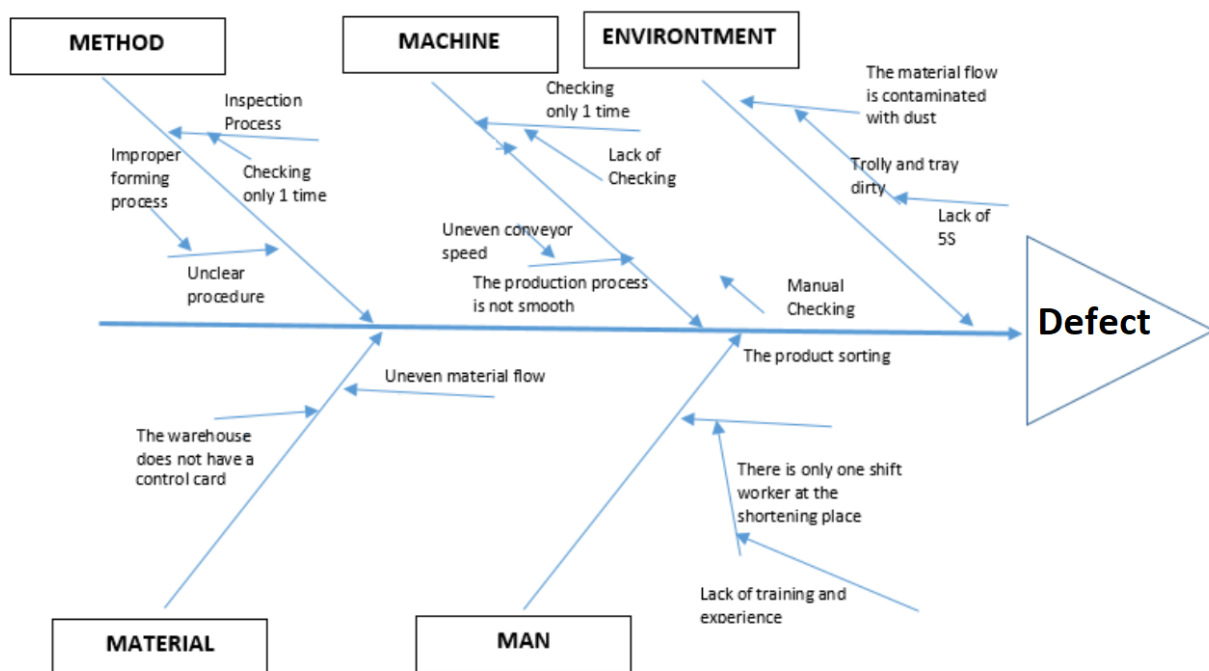 METHOD
MACHINE
ENVIRONTMENT
Inspection
Process
Improper
forming
process
Checking
only 1 time
Unclear
procedure
Checking
only 1 time
Lack of
Checking
Uneven conveyor
speed
The production process
is not smooth
The material flow
is contaminated
with dust
Trolly and tray
dirty
Lack of
5S
Manual
Checking
Defect
The product sorting
Uneven material flow
The warehouse
does not have a
control card
There is only one shift
worker at the
shortening place
Lack of training and
experience
MATERIAL
MAN